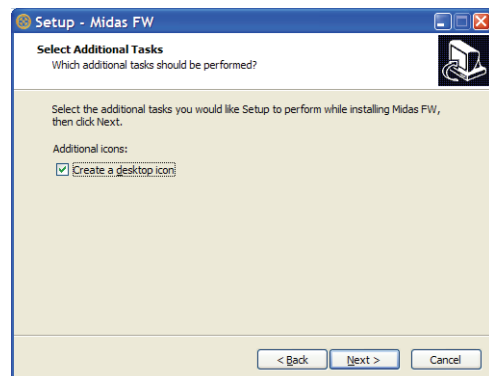 Setup - Midas FW
Select Additional Tasks
Which additional tasks should be performed?
Select the additional tasks you would like Setup to perform while installing Midas FW,
then click Next.
Additional icons:
Create a desktop icon
< Back
Next >
Cancel